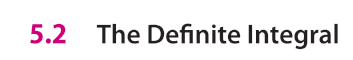 5.2 The Definite Integral